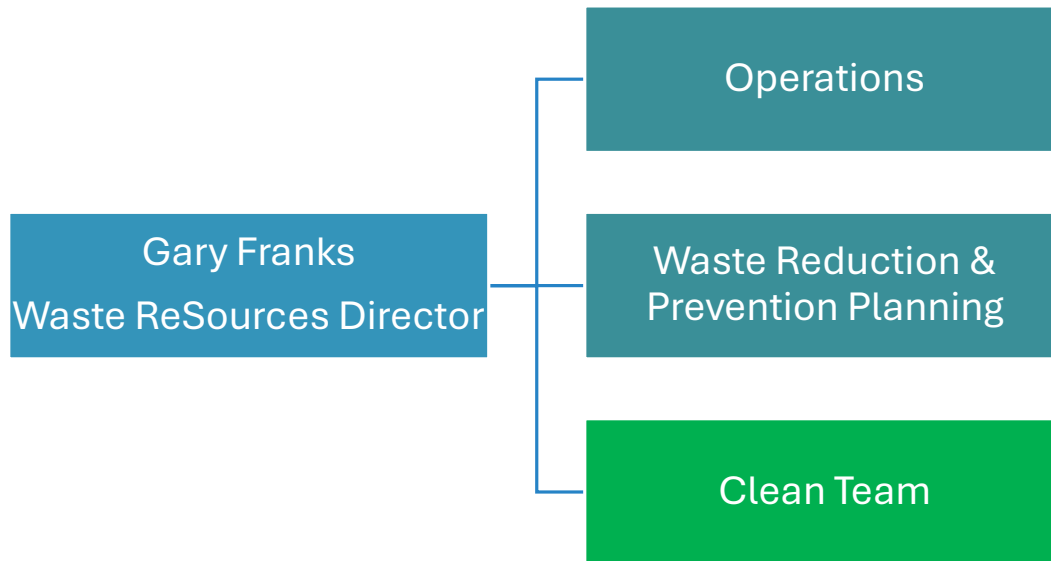 Operations
Gary Franks
Waste ReSources Director
Waste Reduction &
Prevention Planning
Clean Team